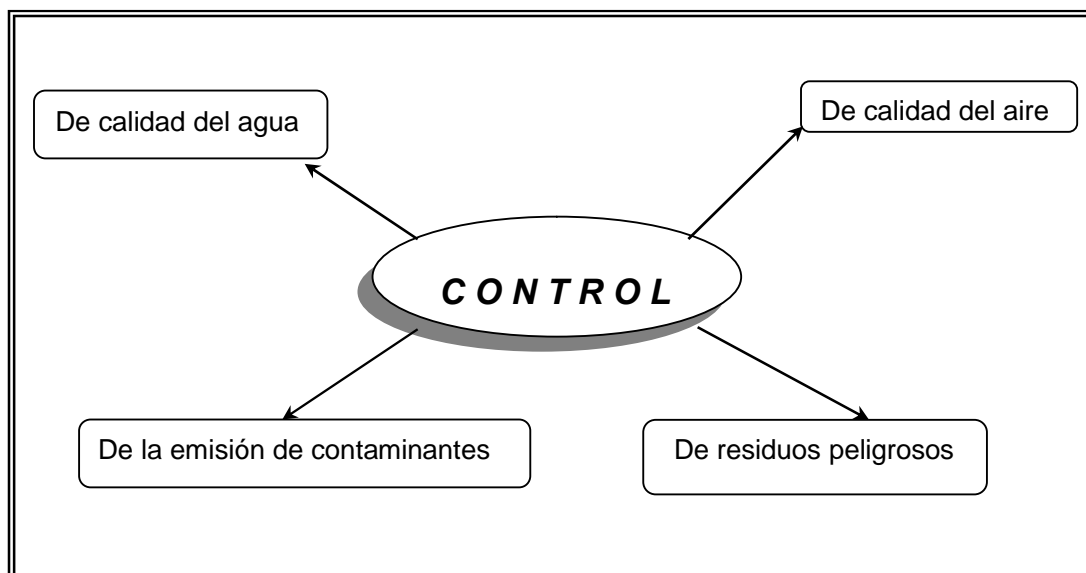 De calidad del agua
De calidad del aire
C O N T R O L
De la emisión de contaminantes
De residuos peligrosos